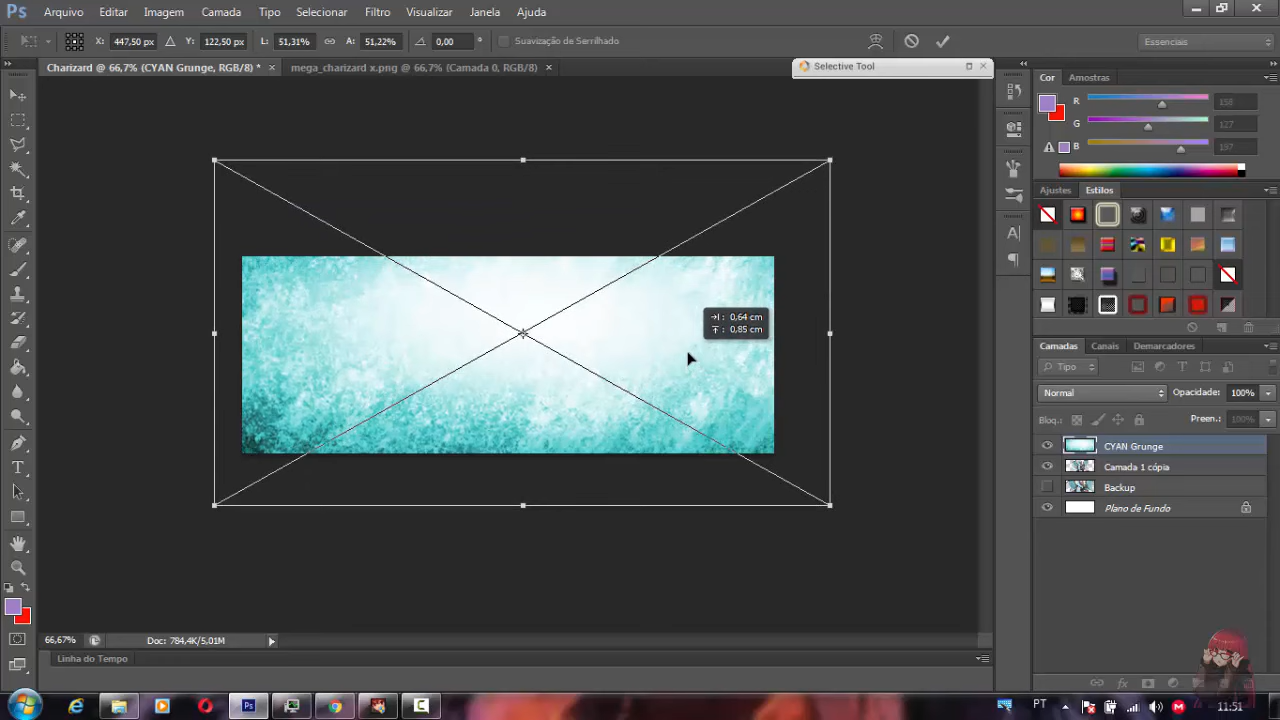 Ps Arquivo Editar Imagem Camada Tipo Selecionar Filtro Visualizar Janela Ajuda
X: 447,50 px Y: 122,50 px L: 51,31% A: 51,22% 0,00 ° Suavização de Serrilhado Essenciais
Charizard @ 66,7% (CYAN Grunge, RGB/8) * × mega_charizard x.png @ 66,7% (Camada 0, RGB/8) ×
Selective Tool
Cor Amostras
R 158
G 127
B 197
Ajustes Estilos
0,64 cm
0,85 cm
Camadas Canais Demarcadores
Tipo
Normal Opacidade: 100%
Bloq.: Preen.: 100%
CYAN Grunge
Camada 1 cópia
Backup
Plano de Fundo
66,67% Doc: 784,4K/5,01M
Linha do Tempo
PT 11:51